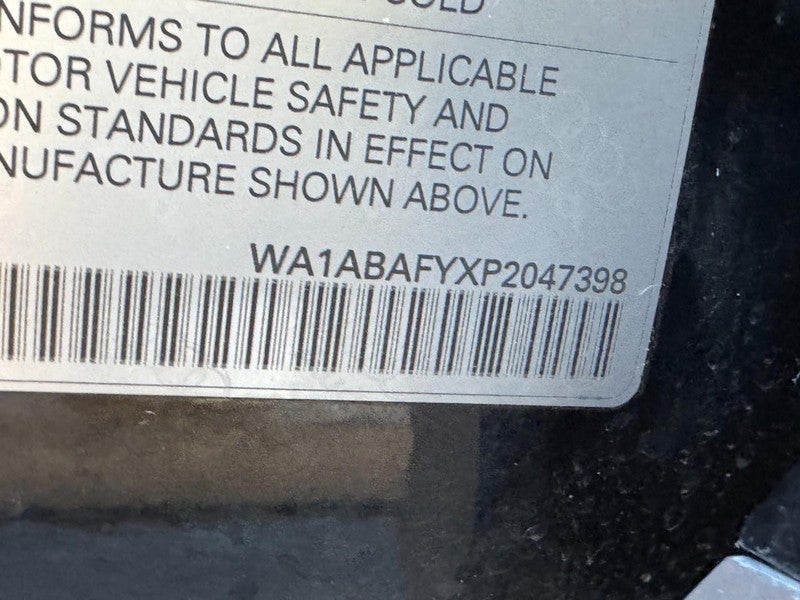 NFORMS TO ALL APPLICABLE
TOR VEHICLE SAFETY AND
ON STANDARDS IN EFFECT ON
NUFACTURE SHOWN ABOVE.
WA1ABAFYXP2047398